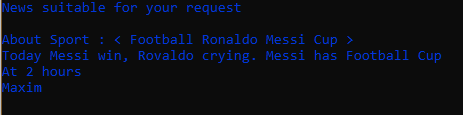 News suitable for your request
About Sport : < Football Ronaldo Messi Cup >
Today Messi win, Rovaldo crying. Messi has Football Cup
At 2 hours
Maxim